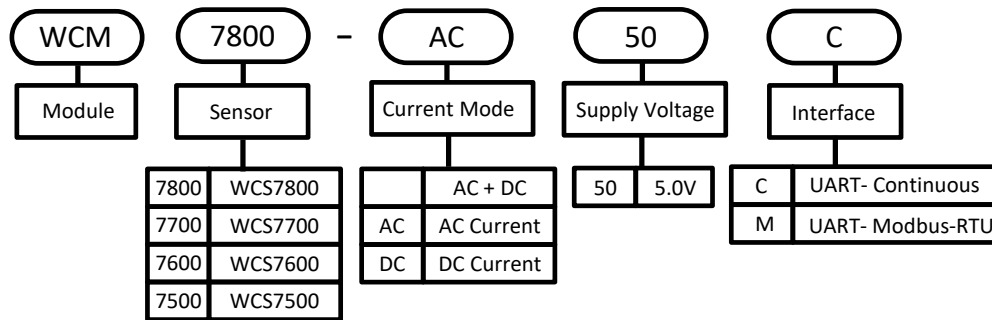 WCM 7800 - AC 50 C
Module Sensor Current Mode Supply Voltage Interface
7800 WCS7800 AC + DC 50 5.0V C UART- Continuous
7700 WCS7700 AC AC Current M UART- Modbus-RTU
7600 WCS7600 DC DC Current
7500 WCS7500